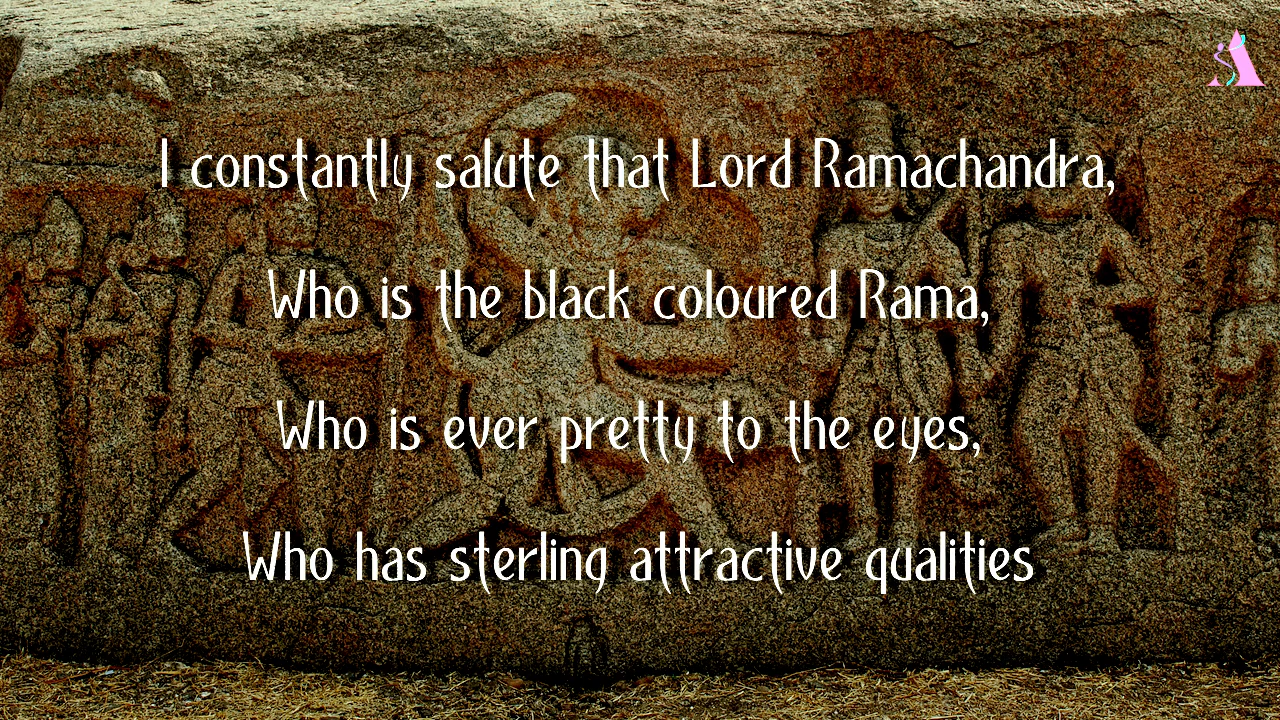 I constantly salute that Lord Ramachandra,
Who is the black coloured Rama,
Who is ever pretty to the eyes,
Who has sterling attractive qualities